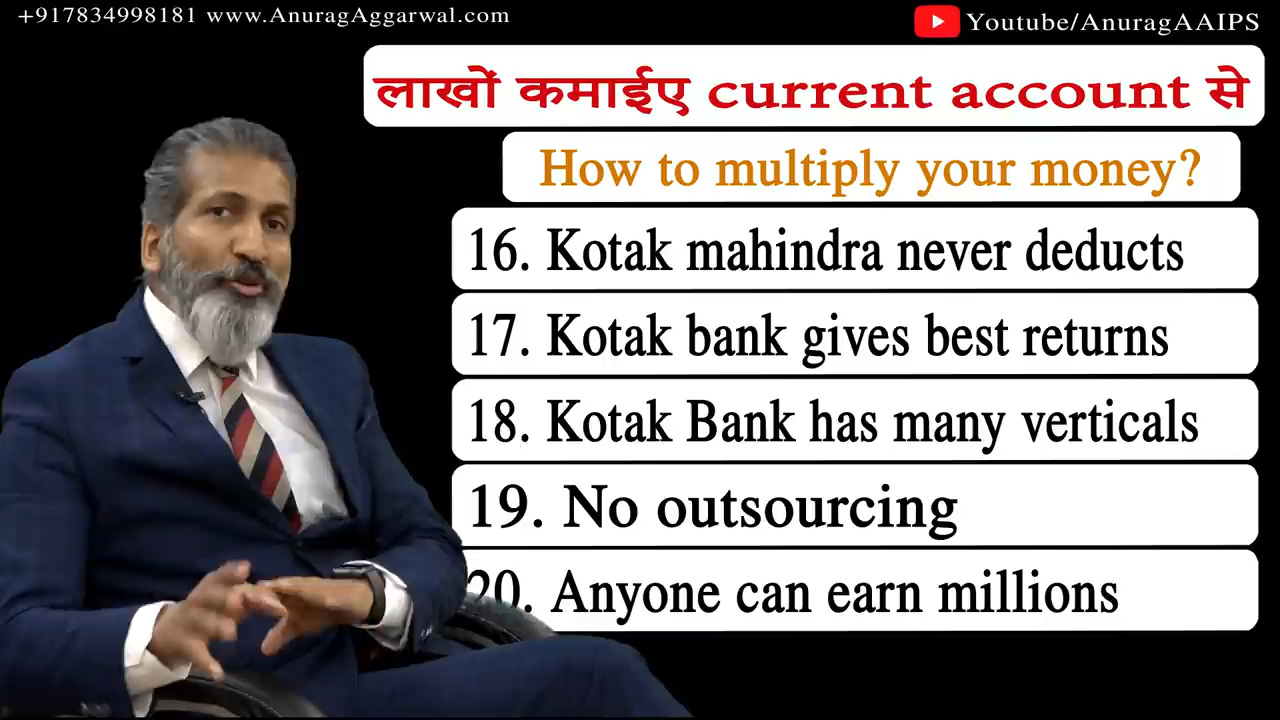 +917834998181 www.AnuragAggarwal.com
Youtube/AnuragAAIPS
लाखों कमाईए current account से
How to multiply your money?
16. Kotak mahindra never deducts
17. Kotak bank gives best returns
18. Kotak Bank has many verticals
19. No outsourcing
20. Anyone can earn millions